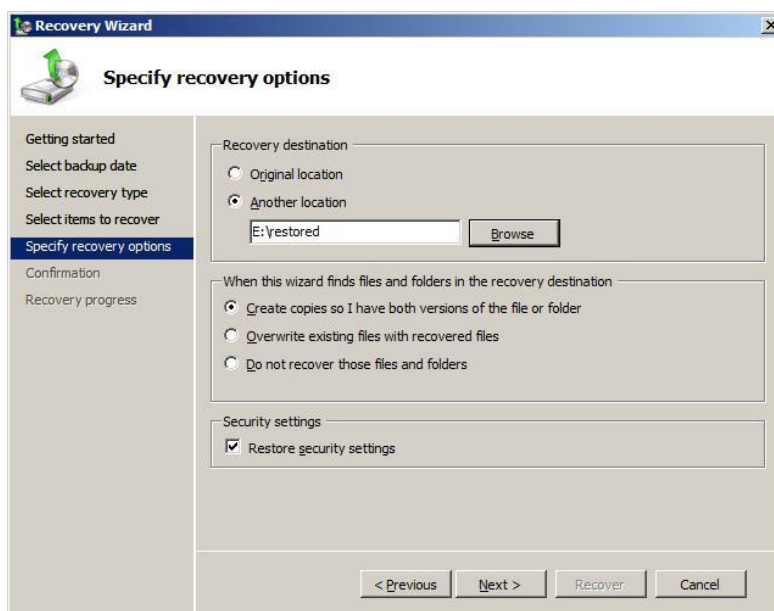 Recovery Wizard
Specify recovery options
Getting started
Select backup date
Select recovery type
Select items to recover
Specify recovery options
Confirmation
Recovery progress
Recovery destination
Original location
Another location
E:\restored
Browse
When this wizard finds files and folders in the recovery destination
Create copies so I have both versions of the file or folder
Overwrite existing files with recovered files
Do not recover those files and folders
Security settings
Restore security settings
< Previous
Next >
Recover
Cancel